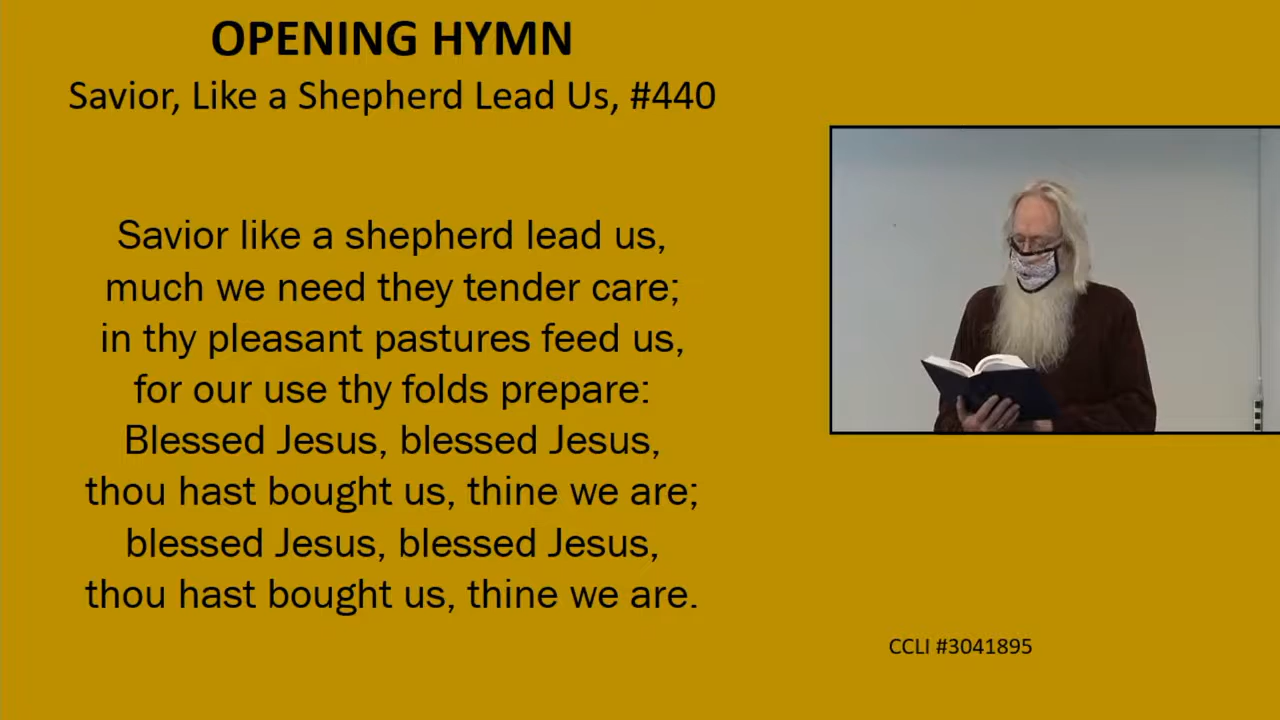 OPENING HYMN
Savior, Like a Shepherd Lead Us, #440
Savior like a shepherd lead us,
much we need they tender care;
in thy pleasant pastures feed us,
for our use thy folds prepare:
Blessed Jesus, blessed Jesus,
thou hast bought us, thine we are;
blessed Jesus, blessed Jesus,
thou hast bought us, thine we are.
CCLI #3041895